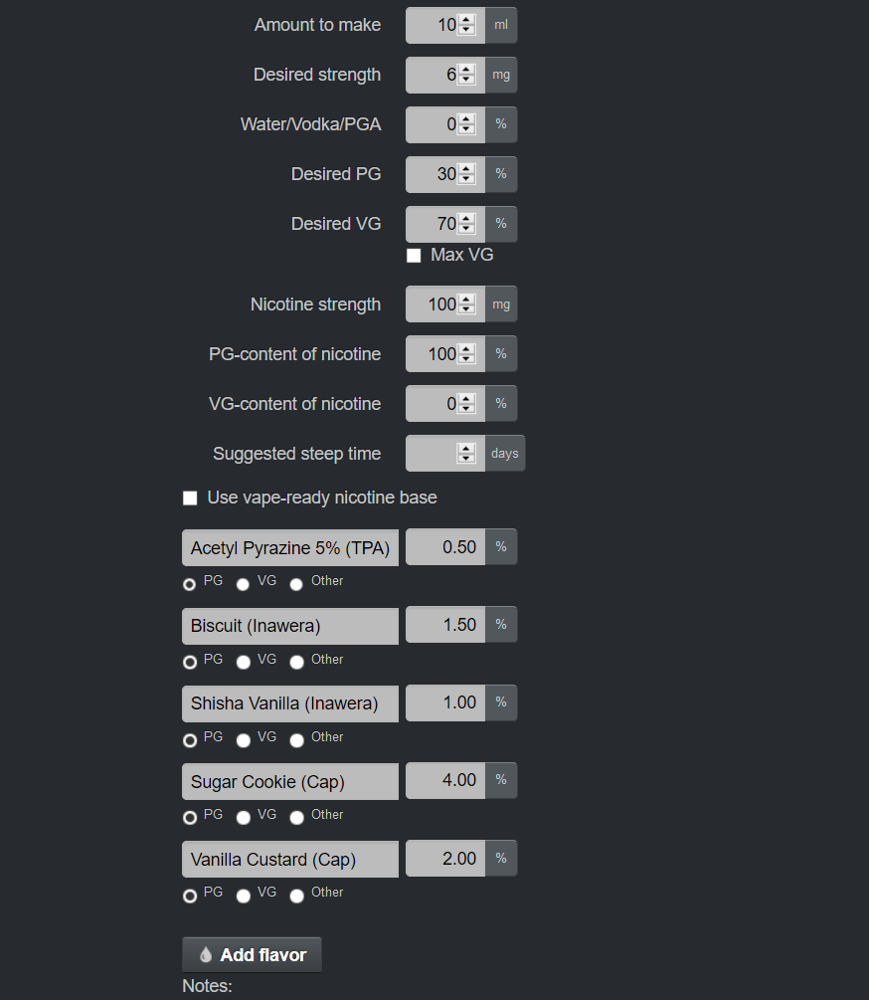 Amount to make 10 ml
Desired strength 6 mg
Water/Vodka/PGA 0 %
Desired PG 30 %
Desired VG 70 %
Max VG
Nicotine strength 100 mg
PG-content of nicotine 100 %
VG-content of nicotine 0 %
Suggested steep time days
Use vape-ready nicotine base
Acetyl Pyrazine 5% (TPA) 0.50 %
PG VG Other
Biscuit (Inawera) 1.50 %
PG VG Other
Shisha Vanilla (Inawera) 1.00 %
PG VG Other
Sugar Cookie (Cap) 4.00 %
PG VG Other
Vanilla Custard (Cap) 2.00 %
PG VG Other
Add flavor
Notes: